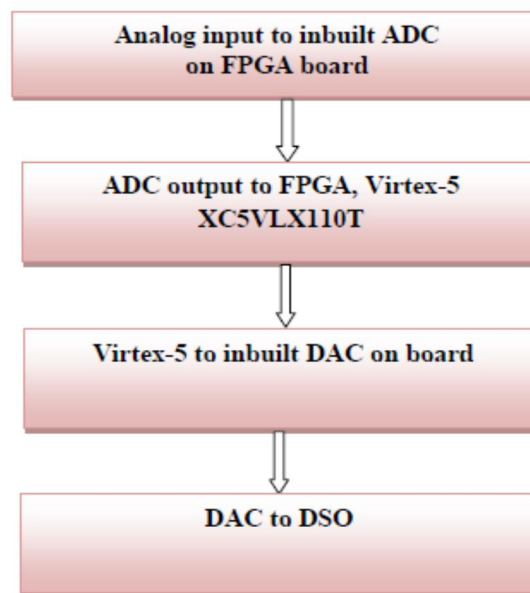 Analog input to inbuilt ADC
on FPGA board
ADC output to FPGA, Virtex-5
XC5VLX110T
Virtex-5 to inbuilt DAC on board
DAC to DSO